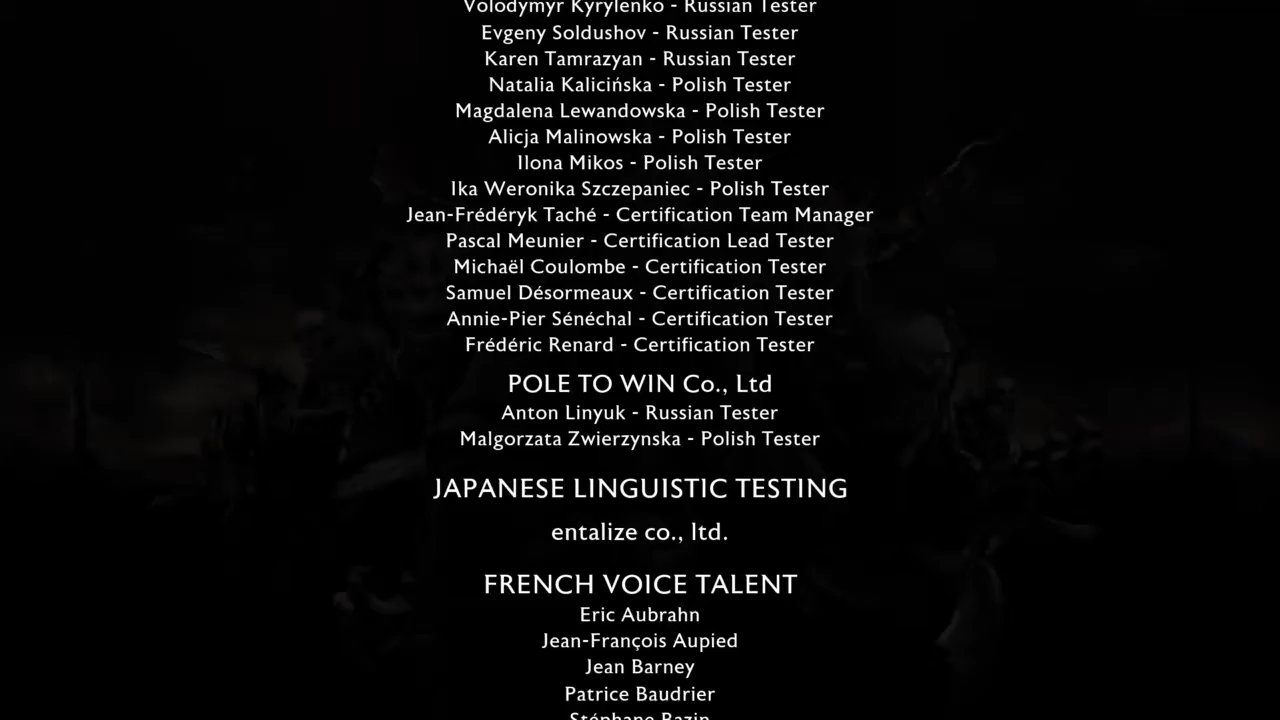 Volodymyr Kyrylenko - Russian Tester
Evgeny Soldushov - Russian Tester
Karen Tamrazyan - Russian Tester
Natalia Kalicińska - Polish Tester
Magdalena Lewandowska - Polish Tester
Alicja Malinowska - Polish Tester
Ilona Mikos - Polish Tester
Ika Weronika Szczepaniec - Polish Tester
Jean-Frédéryk Taché - Certification Team Manager
Pascal Meunier - Certification Lead Tester
Michaël Coulombe - Certification Tester
Samuel Désormeaux - Certification Tester
Annie-Pier Sénéchal - Certification Tester
Frédéric Renard - Certification Tester
POLE TO WIN Co., Ltd
Anton Linyuk - Russian Tester
Malgorzata Zwierzynska - Polish Tester
JAPANESE LINGUISTIC TESTING
entalize co., ltd.
FRENCH VOICE TALENT
Eric Aubrahn
Jean-François Aupied
Jean Barney
Patrice Baudrier
Stéphane Bazin